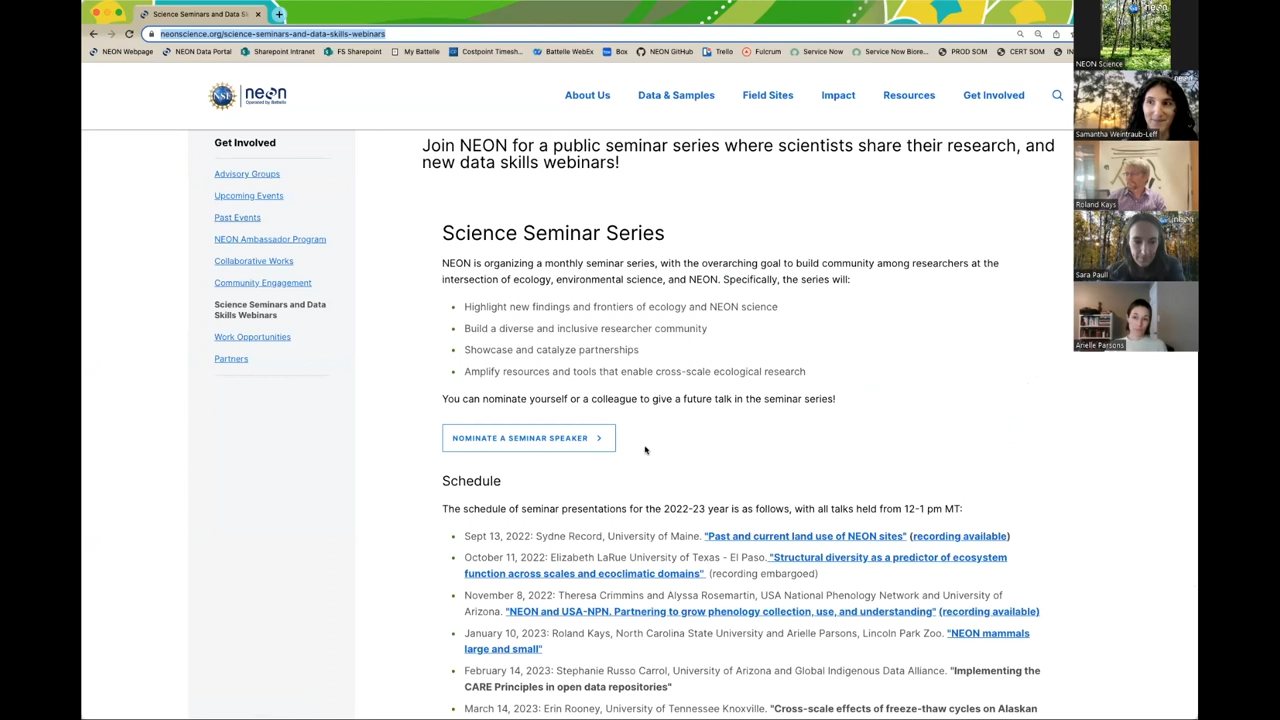 Science Seminars and Data Sk
neonscience.org/science-seminars-and-data-skills-webinars
NEON Webpage
NEON Data Portal
Sharepoint Intranet
FS Sharepoint
My Battelle
Costpoint Timesh...
Battelle WebEx
Box
NEON GitHub
Trello
Fulcrum
Service Now
Service Now Biore...
PROD SOM
CERT SOM
NSF
neon
Operated by Battelle
About Us
Data & Samples
Field Sites
Impact
Resources
Get Involved
Get Involved
Advisory Groups
Upcoming Events
Past Events
NEON Ambassador Program
Collaborative Works
Community Engagement
Science Seminars and Data
Skills Webinars
Work Opportunities
Partners
Join NEON for a public seminar series where scientists share their research, and
new data skills webinars!
Science Seminar Series
NEON is organizing a monthly seminar series, with the overarching goal to build community among researchers at the
intersection of ecology, environmental science, and NEON. Specifically, the series will:
Highlight new findings and frontiers of ecology and NEON science
Build a diverse and inclusive researcher community
Showcase and catalyze partnerships
Amplify resources and tools that enable cross-scale ecological research
You can nominate yourself or a colleague to give a future talk in the seminar series!
NOMINATE A SEMINAR SPEAKER
Schedule
The schedule of seminar presentations for the 2022-23 year is as follows, with all talks held from 12-1 pm MT:
Sept 13, 2022: Sydne Record, University of Maine. "Past and current land use of NEON sites" (recording available)
October 11, 2022: Elizabeth LaRue University of Texas - El Paso. "Structural diversity as a predictor of ecosystem
function across scales and ecoclimatic domains" (recording embargoed)
November 8, 2022: Theresa Crimmins and Alyssa Rosemartin, USA National Phenology Network and University of
Arizona. "NEON and USA-NPN. Partnering to grow phenology collection, use, and understanding" (recording available)
January 10, 2023: Roland Kays, North Carolina State University and Arielle Parsons, Lincoln Park Zoo. "NEON mammals
large and small"
February 14, 2023: Stephanie Russo Carrol, University of Arizona and Global Indigenous Data Alliance. "Implementing the
CARE Principles in open data repositories"
March 14, 2023: Erin Rooney, University of Tennessee Knoxville. "Cross-scale effects of freeze-thaw cycles on Alaskan
neon
NEON Science
neon
Samantha Weintraub-Leff
Roland Kays
neon
Sara Paull
Arielle Parsons